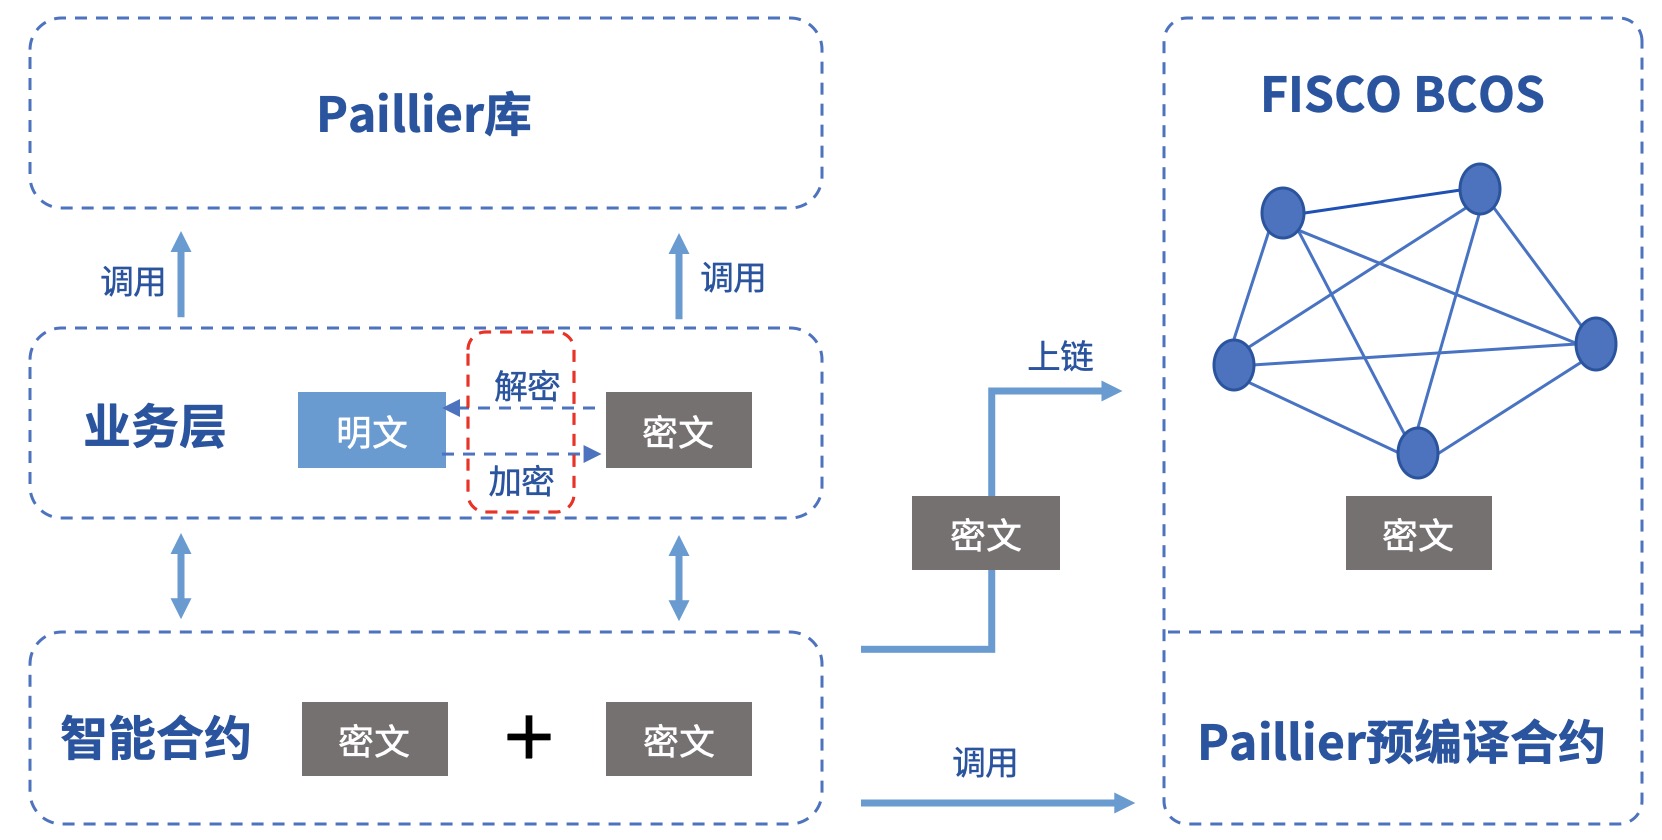 Paillier库
调用
调用
业务层
明文
解密
加密
密文
智能合约
密文
+
密文
上链
密文
调用
FISCO BCOS
密文
Paillier预编译合约